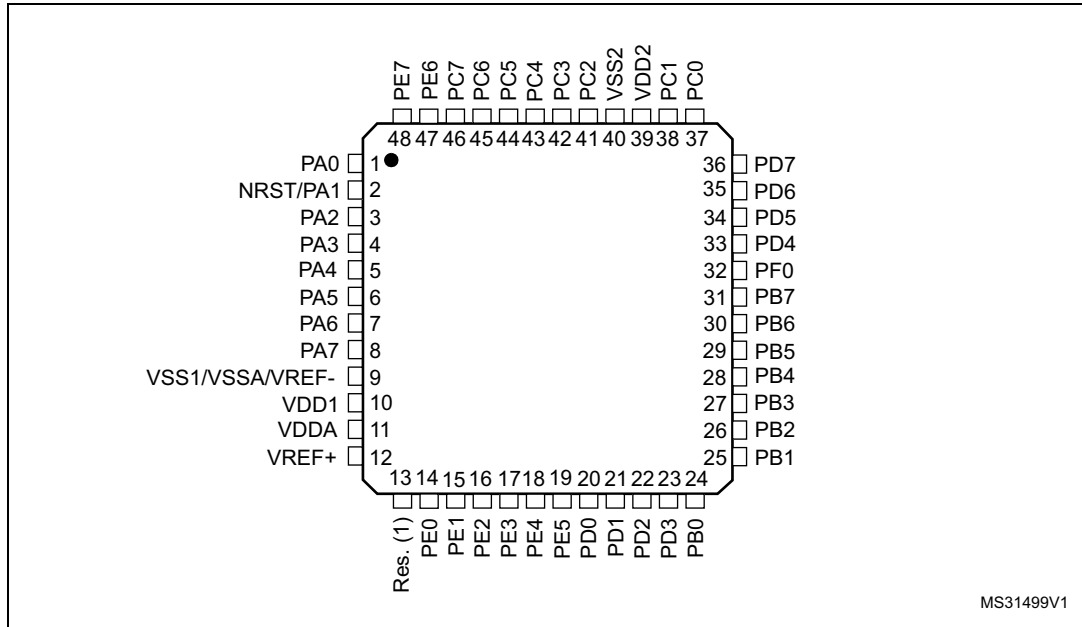 PE7
PE6
PC7
PC6
PC5
PC4
PC3
PC2
VSS2
VDD2
PC1
PC0
48 47 46 45 44 43 42 41 40 39 38 37
PA0 1
NRST/PA1 2
PA2 3
PA3 4
PA4 5
PA5 6
PA6 7
PA7 8
VSS1/VSSA/VREF- 9
VDD1 10
VDDA 11
VREF+ 12
36 PD7
35 PD6
34 PD5
33 PD4
32 PF0
31 PB7
30 PB6
29 PB5
28 PB4
27 PB3
26 PB2
25 PB1
13 14 15 16 17 18 19 20 21 22 23 24
Res. (1)
PE0
PE1
PE2
PE3
PE4
PE5
PD0
PD1
PD2
PD3
PB0
MS31499V1